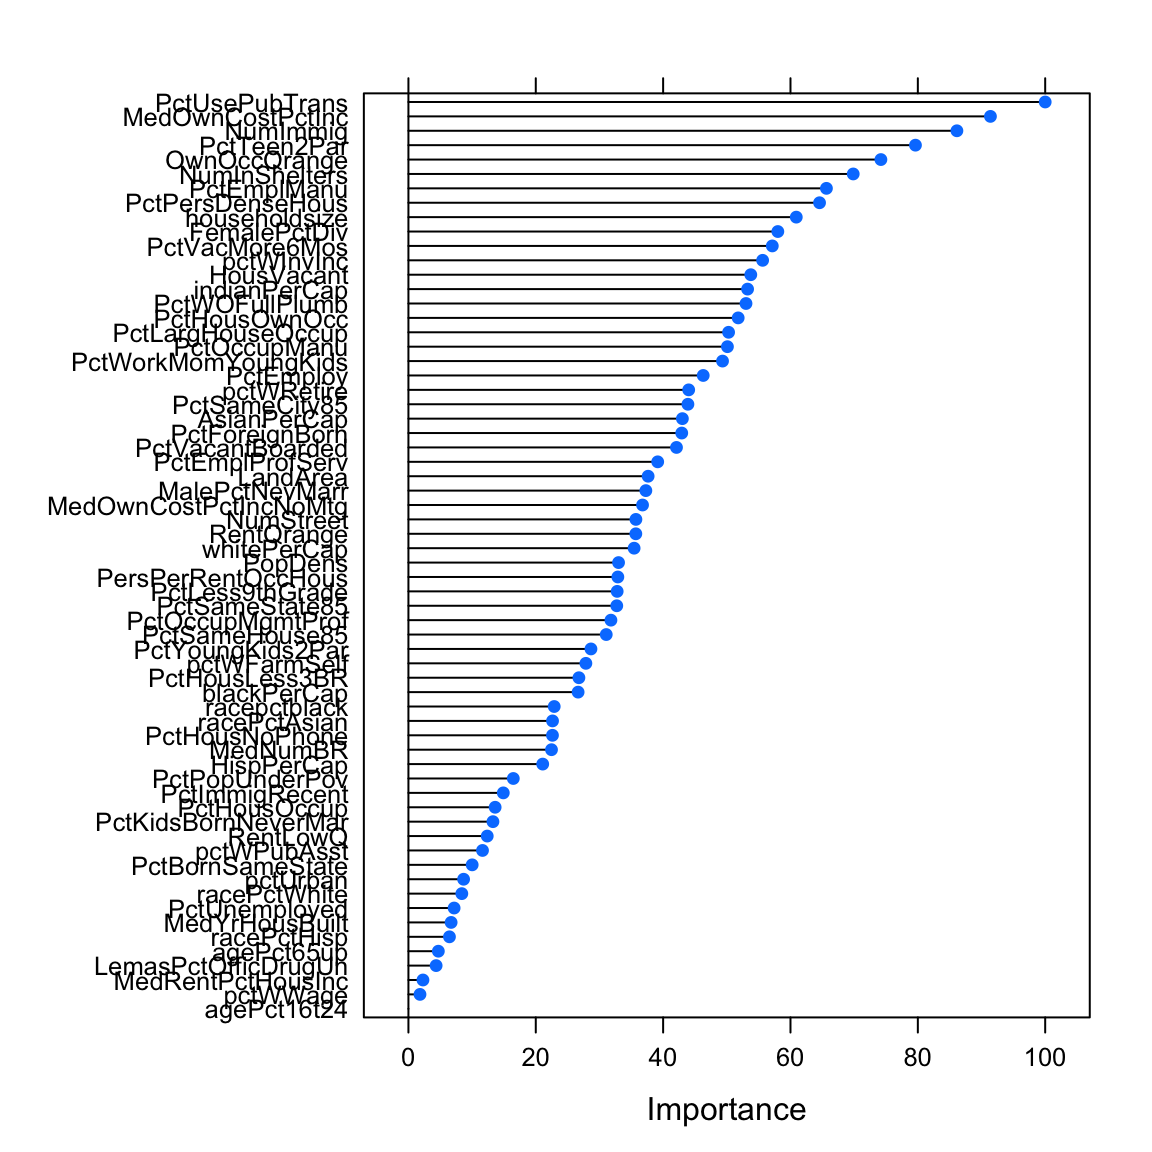 PctUsePubTrans
MedOwnCostPctInc
NumImmig
PctTeen2Par
OwnOccQrange
NumInShelters
PctEmplManu
PctPersDenseHous
householdsize
FemalePctDiv
PctVacMore6Mos
pctWInvInc
HousVacant
indianPerCap
PctWOFullPlumb
PctHousOwnOcc
PctLargHouseOccup
PctOccupManu
PctWorkMomYoungKids
PctEmploy
pctWRetire
PctSameCity85
AsianPerCap
PctForeignBorn
PctVacantBoarded
PctEmplProfServ
LandArea
MalePctNevMarr
MedOwnCostPctIncNoMtg
NumStreet
RentQrange
whitePerCap
PopDens
PersPerRentOccHous
PctLess9thGrade
PctSameState85
PctOccupMgmtProf
PctSameHouse85
PctYoungKids2Par
pctWFarmSelf
PctHousLess3BR
blackPerCap
racepctblack
racePctAsian
PctHousNoPhone
MedNumBR
HispPerCap
PctPopUnderPov
PctImmigRecent
PctHousOccup
PctKidsBornNeverMar
RentLowQ
pctWPubAsst
PctBornSameState
pctUrban
racePctWhite
PctUnemployed
MedYrHousBuilt
racePctHisp
agePct65up
LemasPctOfficDrugUn
MedRentPctHousInc
pctWWage
agePct16t24
0 20 40 60 80 100
Importance